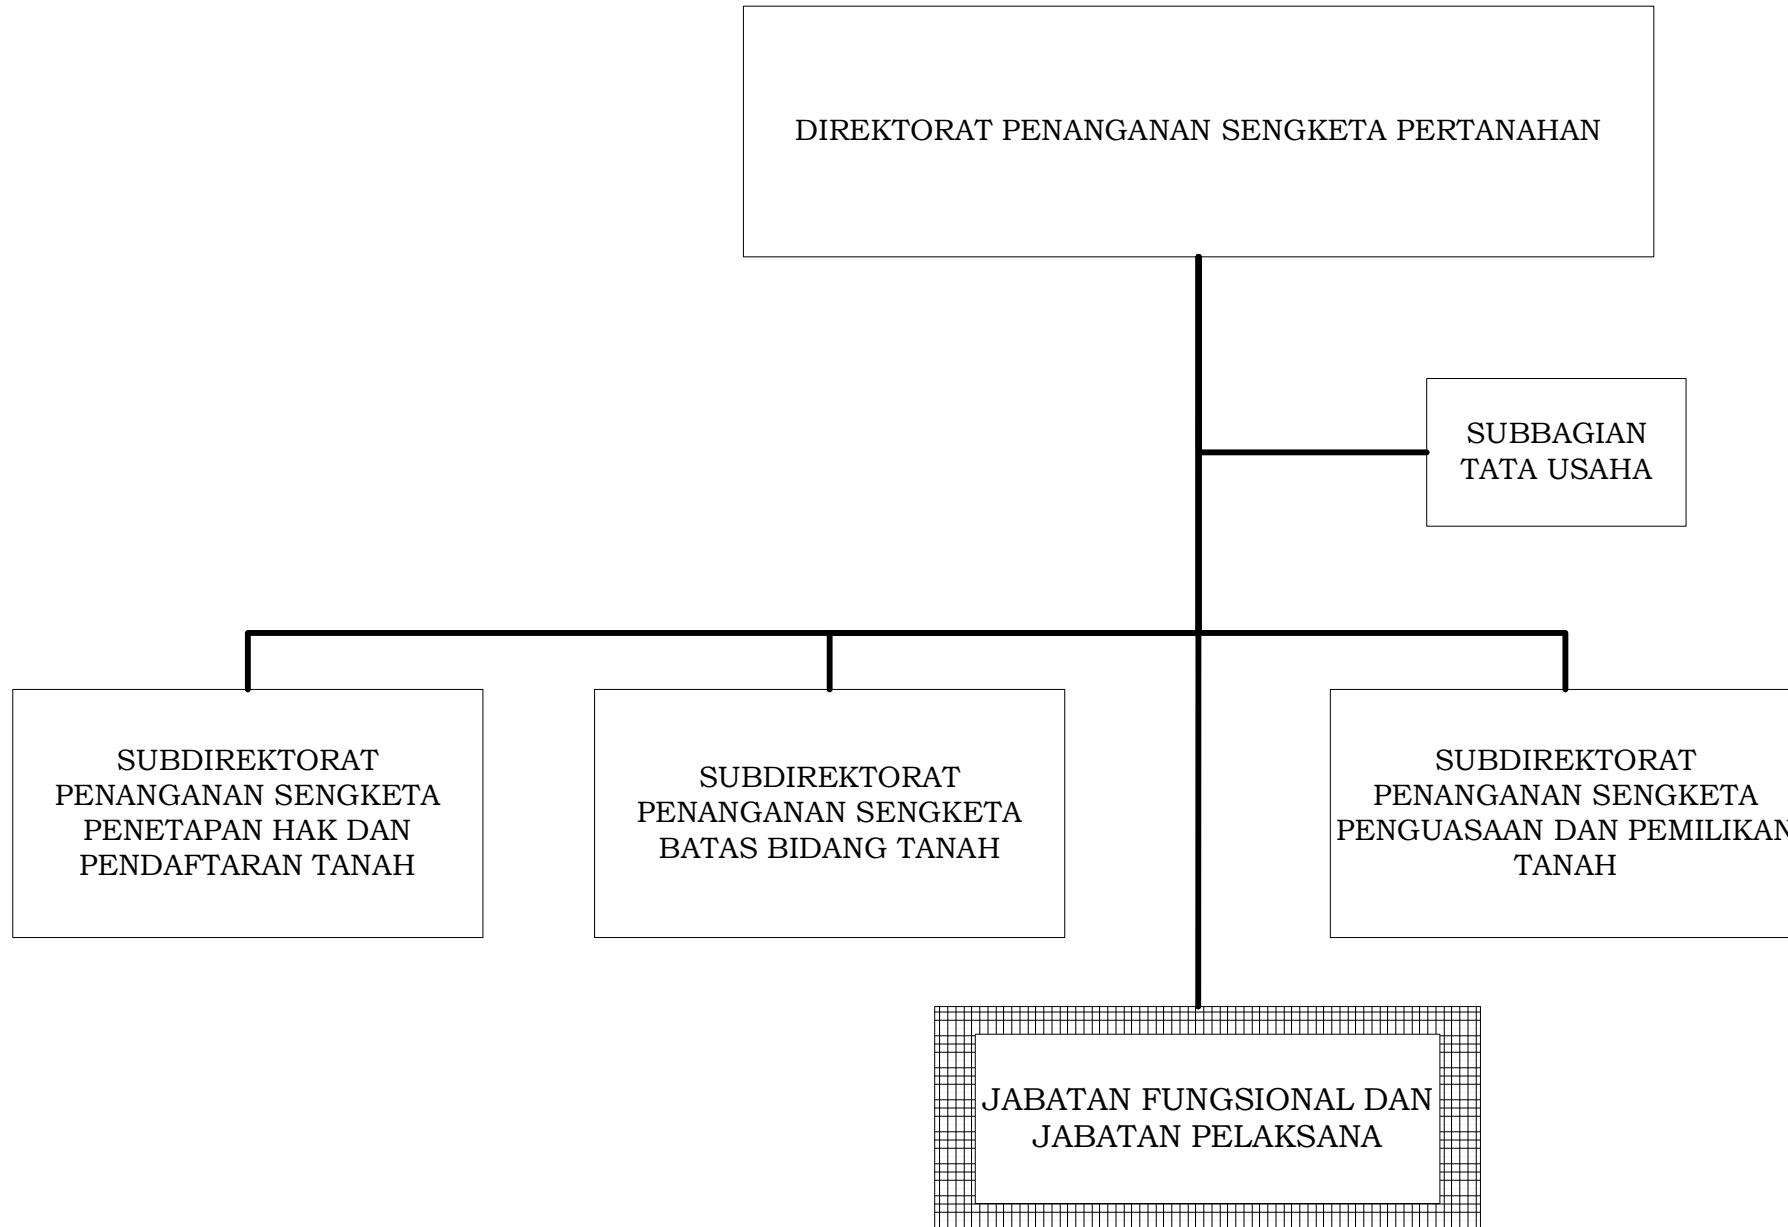 DIREKTORAT PENANGANAN SENGKETA PERTANAHAN
SUBBAGIAN
TATA USAHA
SUBDIREKTORAT
PENANGANAN SENGKETA
PENETAPAN HAK DAN
PENDAFTARAN TANAH
SUBDIREKTORAT
PENANGANAN SENGKETA
BATAS BIDANG TANAH
SUBDIREKTORAT
PENANGANAN SENGKETA
PENGUASAAN DAN PEMILIKAN
TANAH
JABATAN FUNGSIONAL DAN
JABATAN PELAKSANA